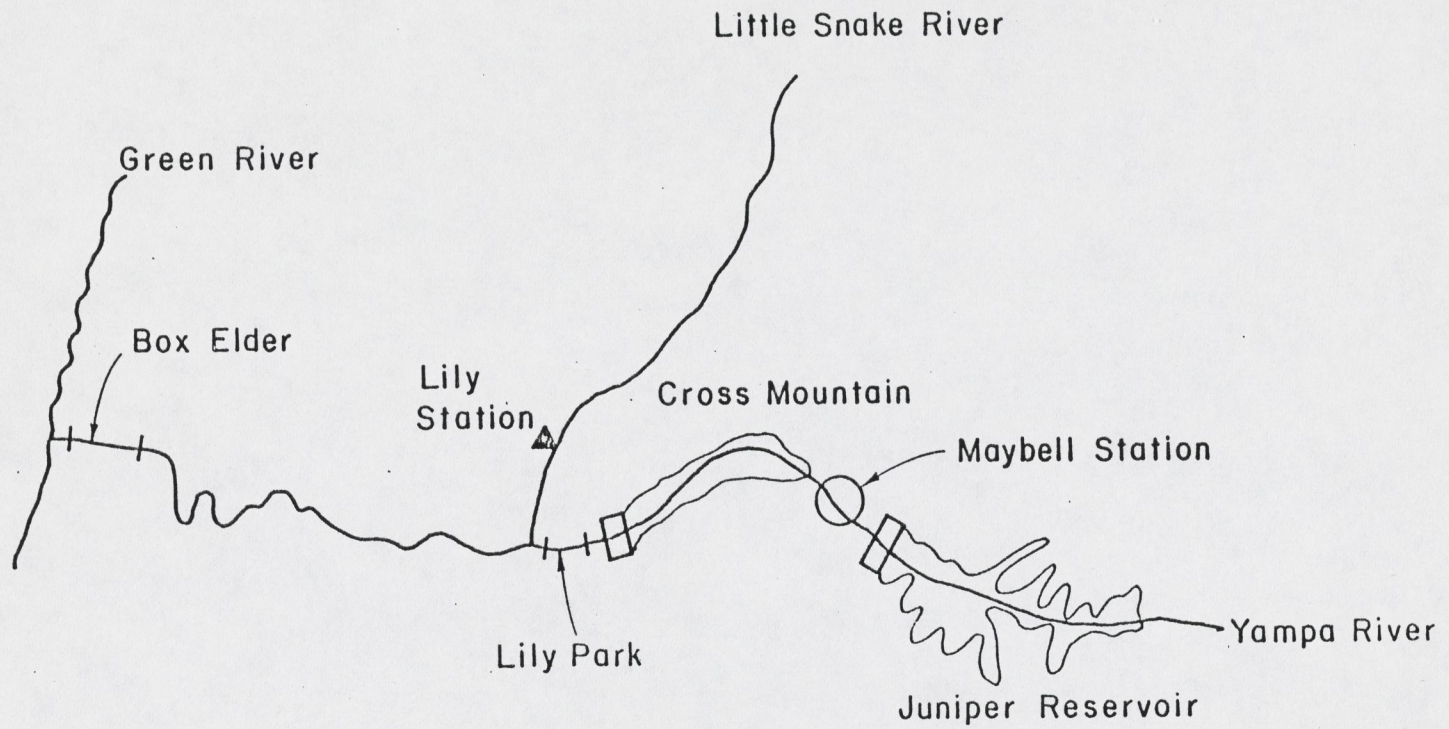 Little Snake River
Green River
Box Elder
Lily
Station
Cross Mountain
Maybell Station
Lily Park
Yampa River
Juniper Reservoir